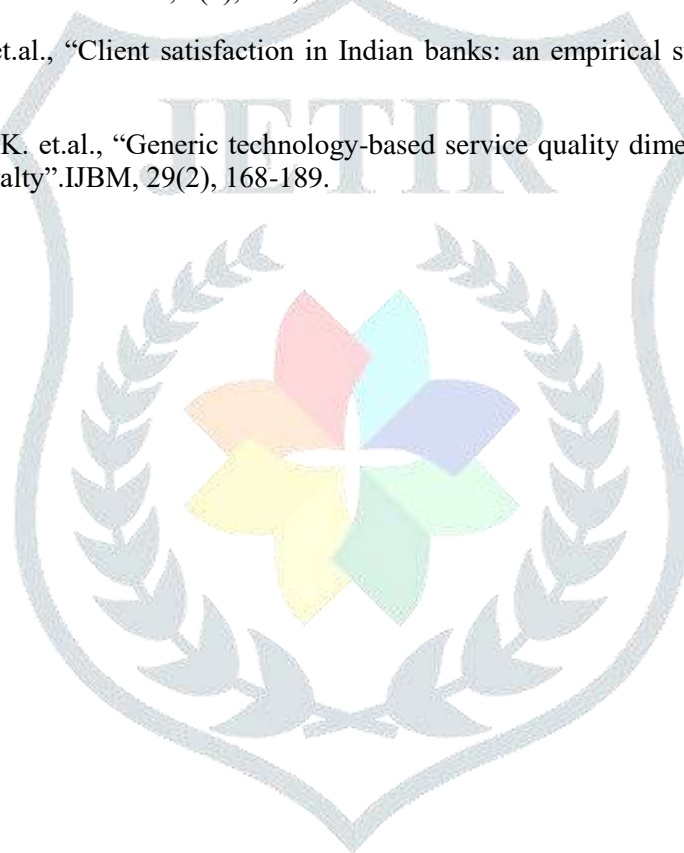 et.al., “Client satisfaction in Indian banks: an empirical
JETIR
K. et.al., “Generic technology-based service quality
alty”.IJBM, 29(2), 168-189.